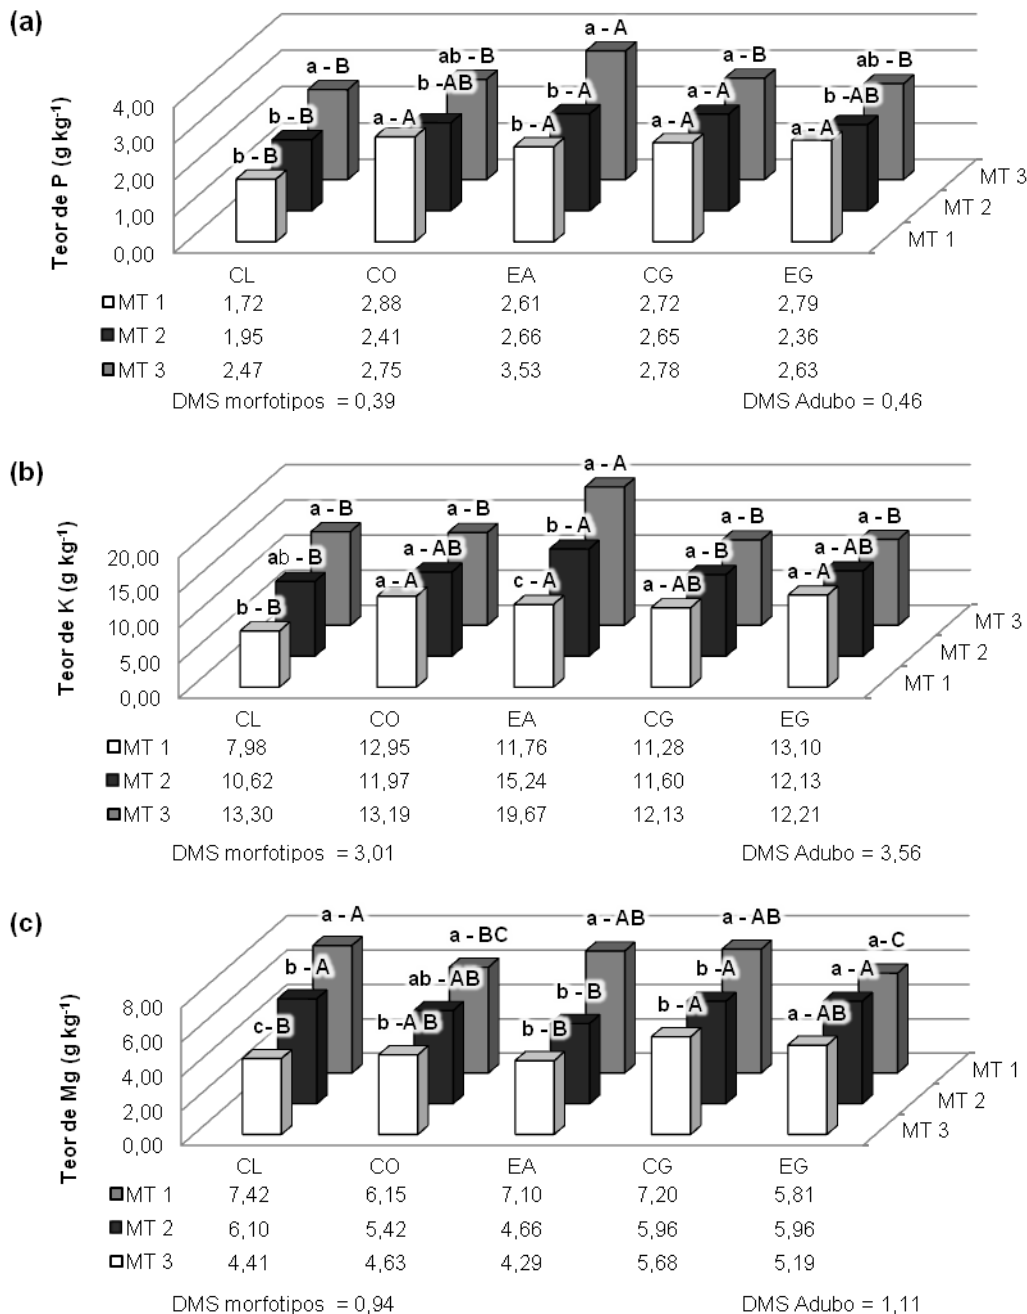 (a)
a - A
a - B
ab - B
a - B
ab - B
b - B
b - AB
b - A
a - A
b - AB
b - B
a - A
b - A
a - A
a - A
Teor de P (g kg⁻¹)
4,00
3,00
2,00
1,00
0,00
MT 3
MT 2
MT 1
CL CO EA CG EG
MT 1 1,72 2,88 2,61 2,72 2,79
MT 2 1,95 2,41 2,66 2,65 2,36
MT 3 2,47 2,75 3,53 2,78 2,63
DMS morfotipos = 0,39 DMS Adubo = 0,46
(b)
a - A
a - B
a - B
a - B
a - B
ab - B
a - AB
b - A
a - B
a - AB
b - B
a - A
c - A
a - AB
a - A
Teor de K (g kg⁻¹)
20,00
15,00
10,00
5,00
0,00
MT 3
MT 2
MT 1
CL CO EA CG EG
MT 1 7,98 12,95 11,76 11,28 13,10
MT 2 10,62 11,97 15,24 11,60 12,13
MT 3 13,30 13,19 19,67 12,13 12,21
DMS morfotipos = 3,01 DMS Adubo = 3,56
(c)
a - A
a - BC
a - AB
a - AB
a- C
b - A
ab - AB
b - B
b - A
a - A
c - B
b - A B
b - B
b - A
a - AB
Teor de Mg (g kg⁻¹)
8,00
6,00
4,00
2,00
0,00
MT 1
MT 2
MT 3
CL CO EA CG EG
MT 1 7,42 6,15 7,10 7,20 5,81
MT 2 6,10 5,42 4,66 5,96 5,96
MT 3 4,41 4,63 4,29 5,68 5,19
DMS morfotipos = 0,94 DMS Adubo = 1,11